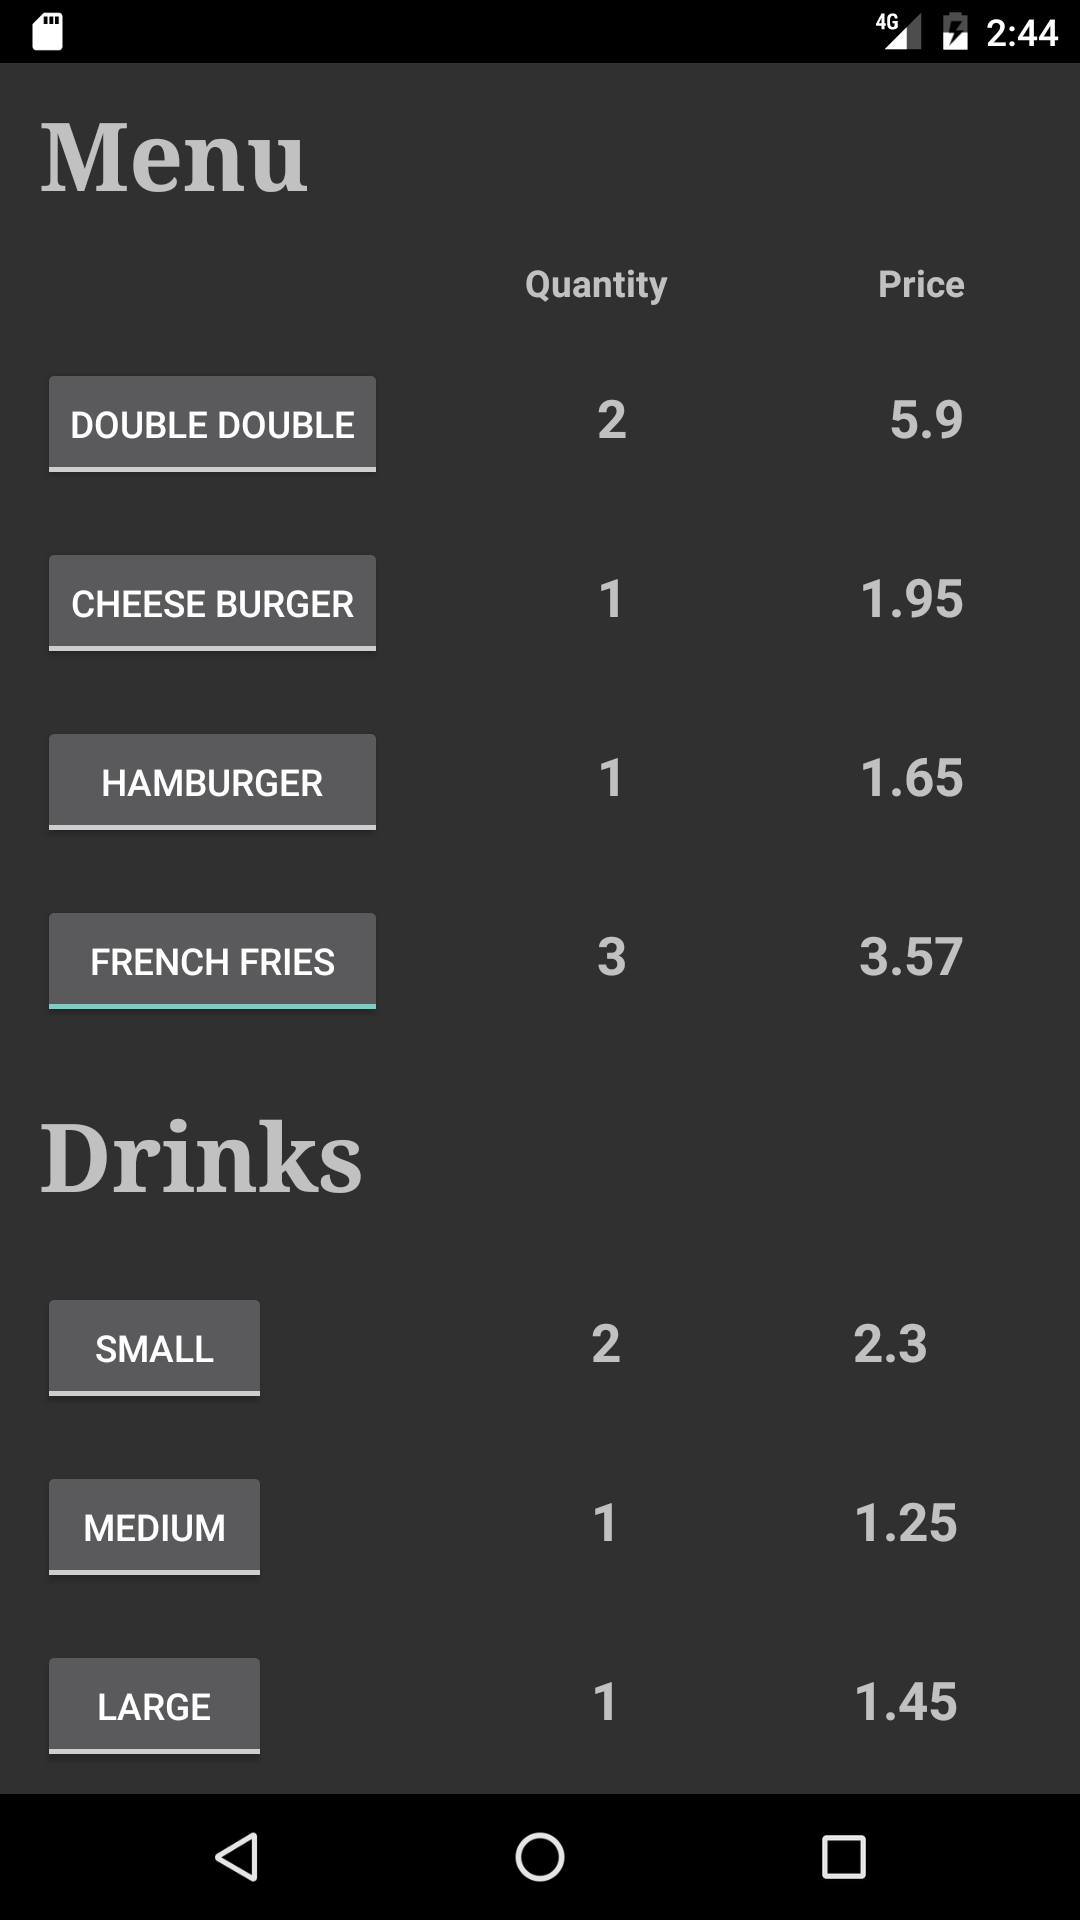 4G 2:44
Menu
Quantity Price
DOUBLE DOUBLE 2 5.9
CHEESE BURGER 1 1.95
HAMBURGER 1 1.65
FRENCH FRIES 3 3.57
Drinks
SMALL 2 2.3
MEDIUM 1 1.25
LARGE 1 1.45